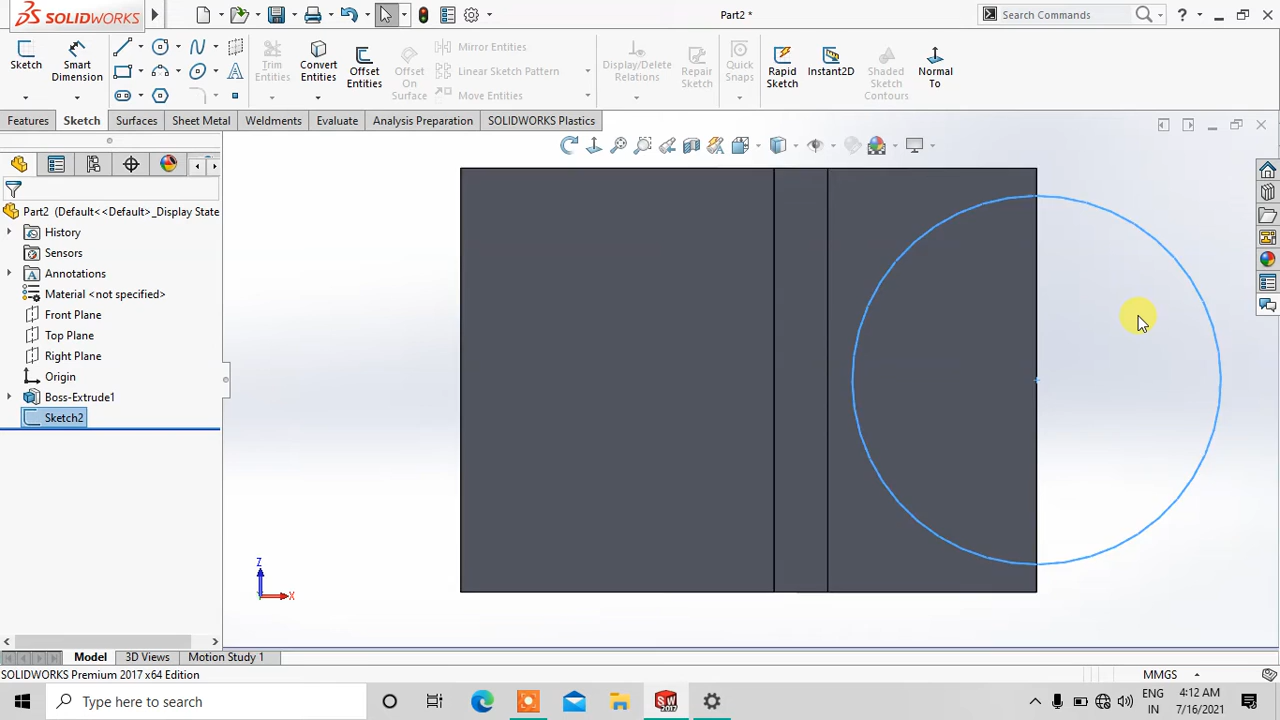 SOLIDWORKS
Part2 *
Search Commands
?
Sketch
Smart Dimension
Trim Entities
Convert Entities
Offset Entities
Offset On Surface
Mirror Entities
Linear Sketch Pattern
Move Entities
Display/Delete Relations
Repair Sketch
Quick Snaps
Rapid Sketch
Instant2D
Shaded Sketch Contours
Normal To
Features
Sketch
Surfaces
Sheet Metal
Weldments
Evaluate
Analysis Preparation
SOLIDWORKS Plastics
Part2 (Default<<Default>_Display State
History
Sensors
Annotations
Material <not specified>
Front Plane
Top Plane
Right Plane
Origin
Boss-Extrude1
Sketch2
Z
Y
X
Model
3D Views
Motion Study 1
SOLIDWORKS Premium 2017 x64 Edition
MMGS
Type here to search
SW
2017
ENG
IN
4:12 AM
7/16/2021